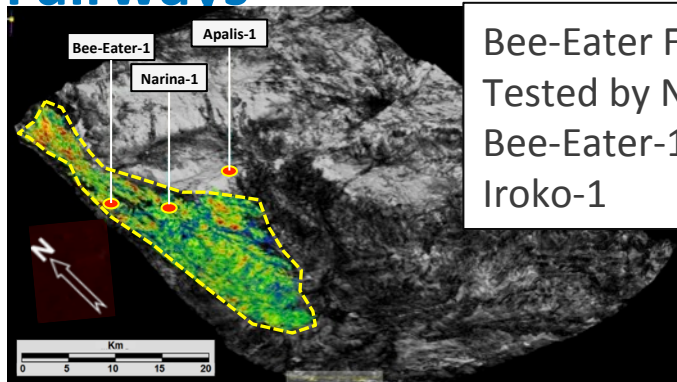 Fairways
Apalis-1
Bee-Eater-1
Narina-1
Bee-Eater F
Tested by N
Bee-Eater-1
Iroko-1
N
Km
0 5 10 15 20